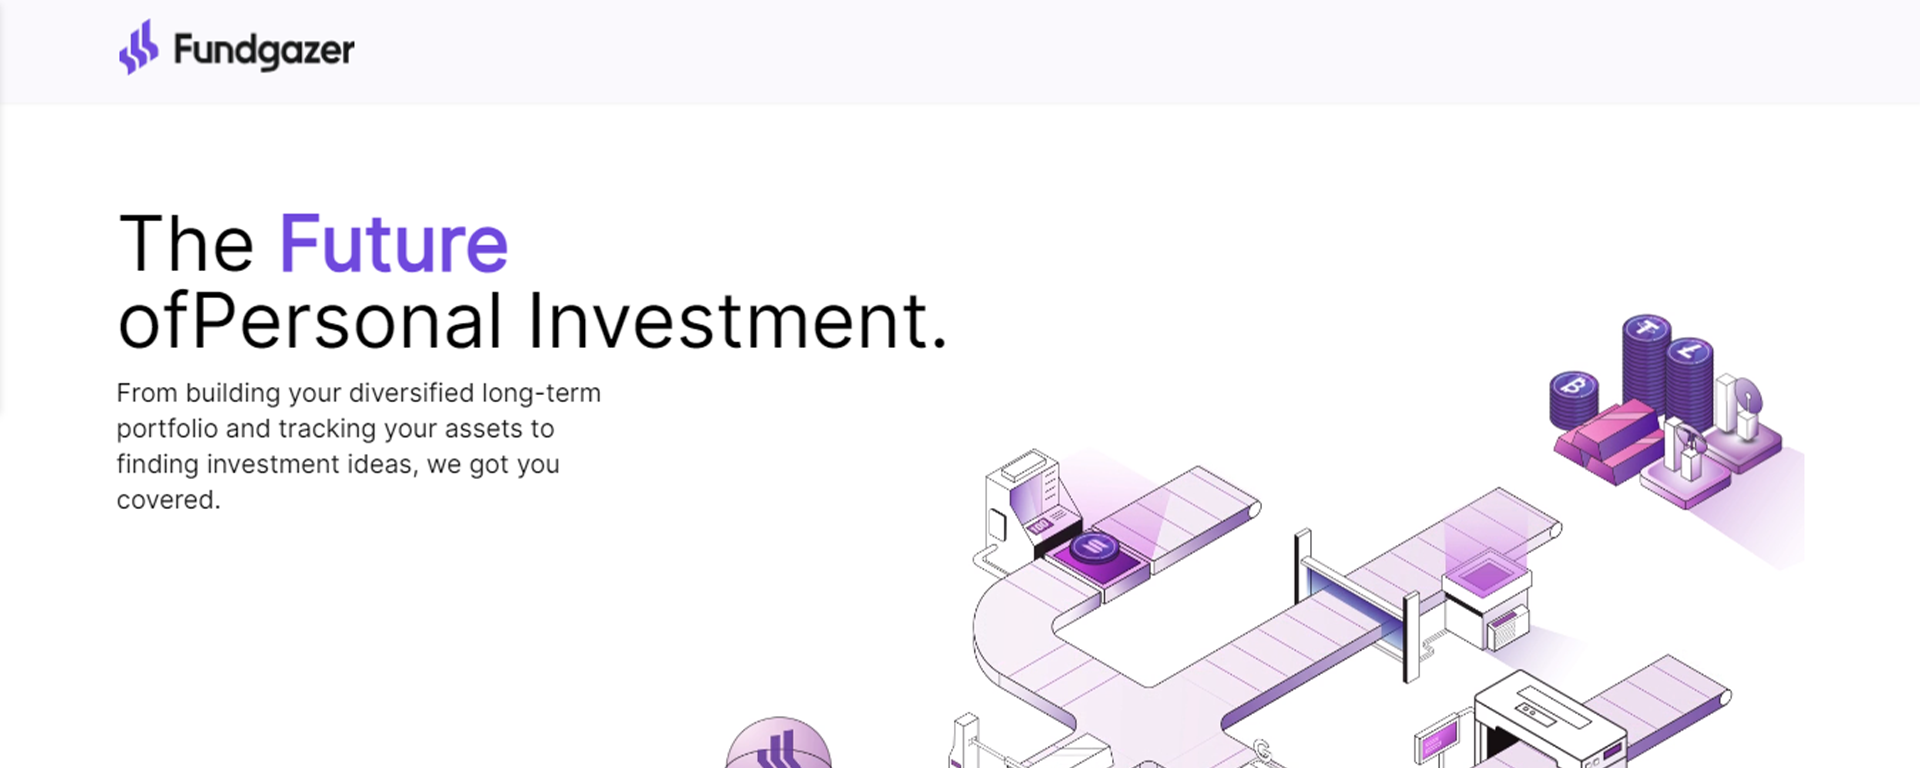 Fundgazer
The Future
ofPersonal Investment.
From building your diversified long-term
portfolio and tracking your assets to
finding investment ideas, we got you
covered.